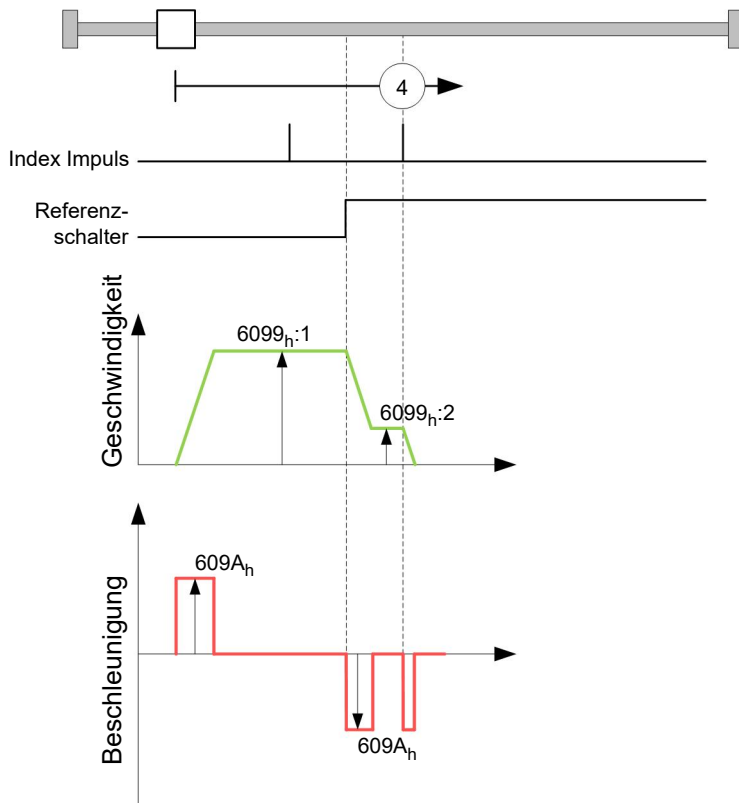 4
Index Impuls
Referenz-
schalter
Geschwindigkeit
6099h:1
6099h:2
Beschleunigung
609Ah
609Ah